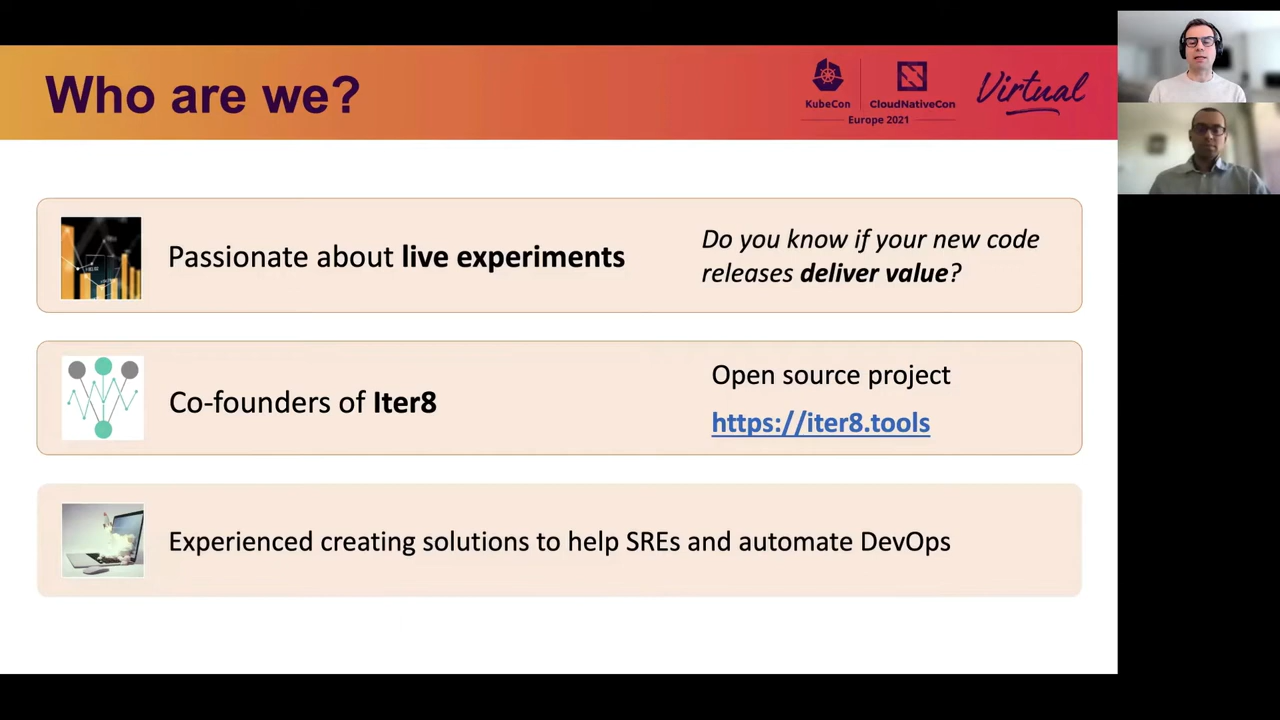 Who are we?
KubeCon
CloudNativeCon
Europe 2021
Virtual
Passionate about live experiments
Do you know if your new code
releases deliver value?
Co-founders of Iter8
Open source project
https://iter8.tools
Experienced creating solutions to help SREs and automate DevOps